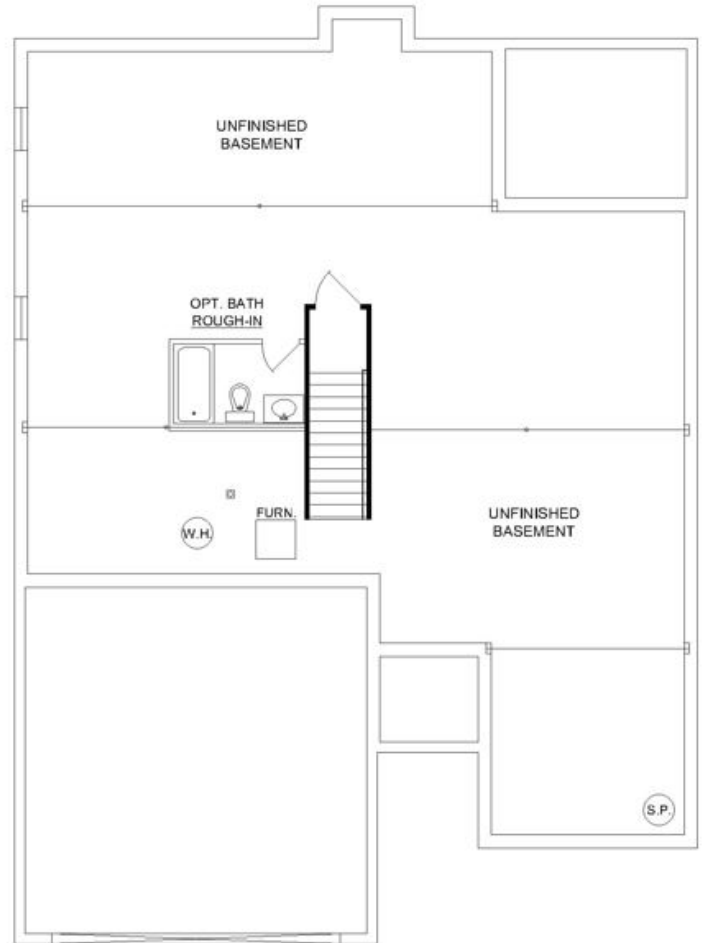 UNFINISHED
BASEMENT
OPT. BATH
ROUGH-IN
FURN.
W.H.
UNFINISHED
BASEMENT
S.P.